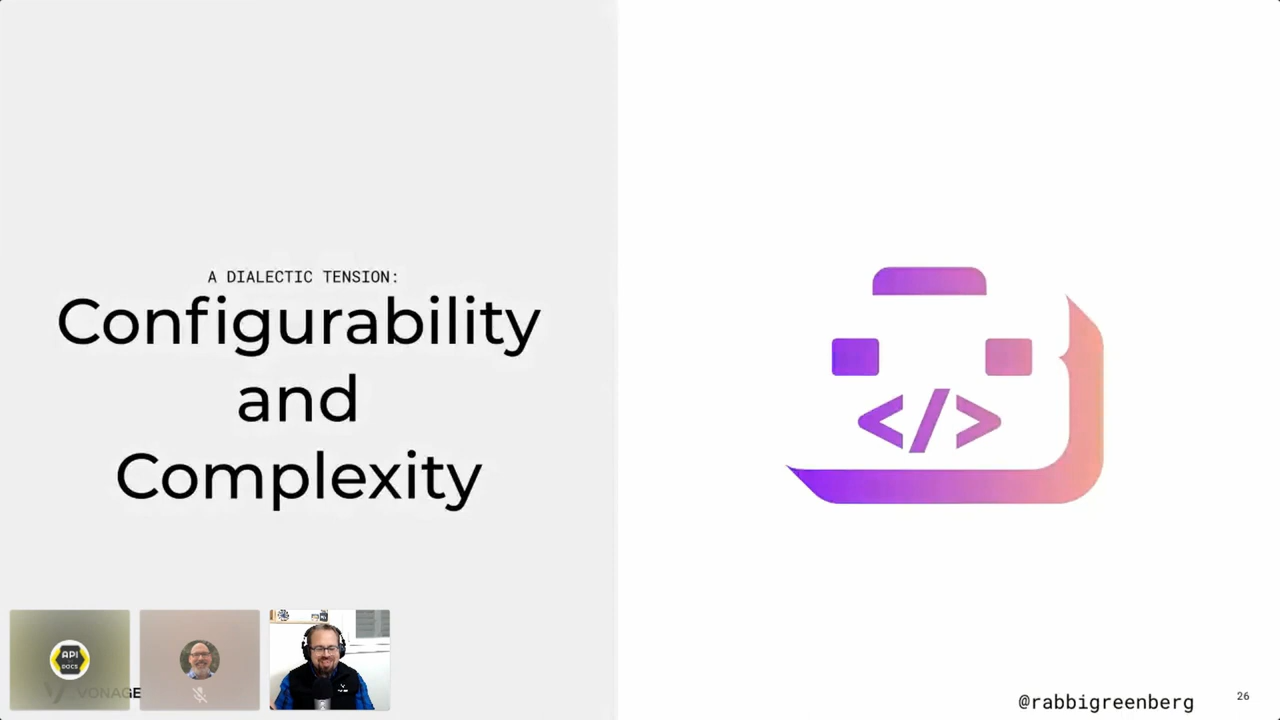 A DIALECTIC TENSION:
Configurability
and
Complexity
</>
API
DOCS
VONAGE
@rabbigreenberg
26